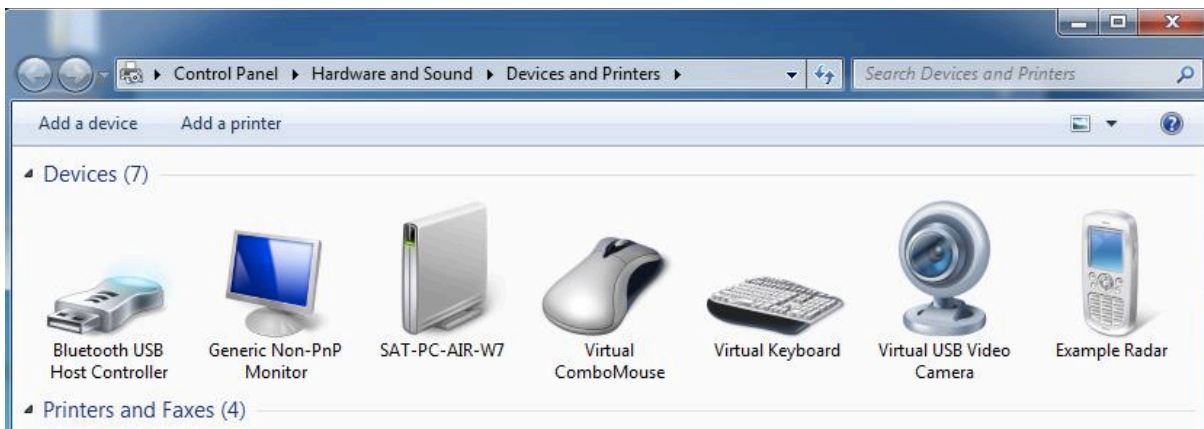 Control Panel Hardware and Sound Devices and Printers Search Devices and Printers
Add a device Add a printer
Devices (7)
Bluetooth USB
Host Controller
Generic Non-PnP
Monitor
SAT-PC-AIR-W7
Virtual
ComboMouse
Virtual Keyboard
Virtual USB Video
Camera
Example Radar
Printers and Faxes (4)